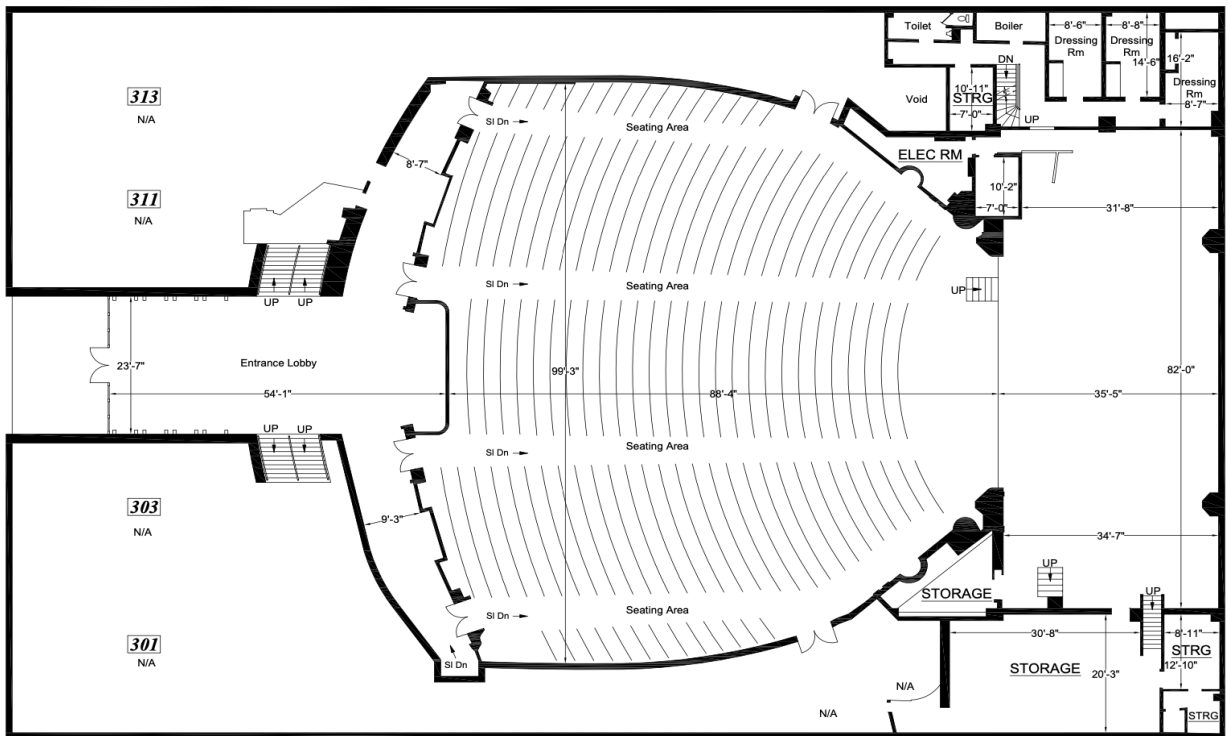 Toilet
Boiler
8'-6"
Dressing
Rm
8'-8"
Dressing
Rm
14'-6"
16'-2"
Dressing
Rm
8'-7"
DN
UP
10'-11"
STRG
7'-0"
Void
313
N/A
311
N/A
Sl Dn
Seating Area
8'-7"
ELEC RM
10'-2"
7'-0"
31'-8"
UP
UP
Sl Dn
Seating Area
UP
23'-7"
Entrance Lobby
54'-1"
99'-3"
88'-4"
35'-5"
82'-0"
UP
UP
Sl Dn
Seating Area
303
N/A
9'-3"
34'-7"
UP
UP
STORAGE
Sl Dn
Seating Area
301
N/A
Sl Dn
30'-8"
8'-11"
STRG
12'-10"
STORAGE
20'-3"
N/A
N/A
STRG